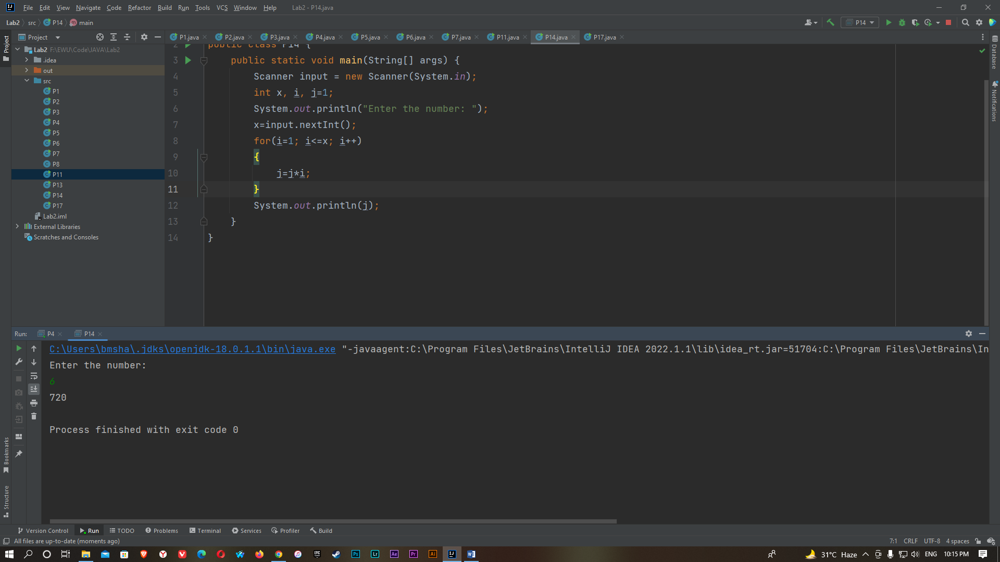 File Edit View Navigate Code Refactor Build Run Tools VCS Window Help Lab2 - P14.java
Lab2 src P14 main P14
Project
P1.java P2.java P3.java P4.java P5.java P6.java P7.java P11.java P14.java P17.java
Project
Lab2 F:\EWU\Code\JAVA\Lab2
.idea
out
src
P1
P2
P3
P4
P5
P6
P7
P8
P11
P13
P14
P17
Lab2.iml
External Libraries
Scratches and Consoles
2 public class P14 {
3 public static void main(String[] args) {
4 Scanner input = new Scanner(System.in);
5 int x, i, j=1;
6 System.out.println("Enter the number: ");
7 x=input.nextInt();
8 for(i=1; i<=x; i++)
9 {
10 j=j*i;
11 }
12 System.out.println(j);
13 }
14 }
Database
Notifications
Run: P4 P14
C:\Users\bmsha\.jdks\openjdk-18.0.1.1\bin\java.exe "-javaagent:C:\Program Files\JetBrains\IntelliJ IDEA 2022.1.1\lib\idea_rt.jar=51704:C:\Program Files\JetBrains\In
Enter the number:
6
720
Process finished with exit code 0
Bookmarks
Structure
Version Control Run TODO Problems Terminal Services Profiler Build
All files are up-to-date (moments ago) 7:1 CRLF UTF-8 4 spaces
Ps Lr Ae Pr Ai IJ 31°C Haze ENG 10:15 PM